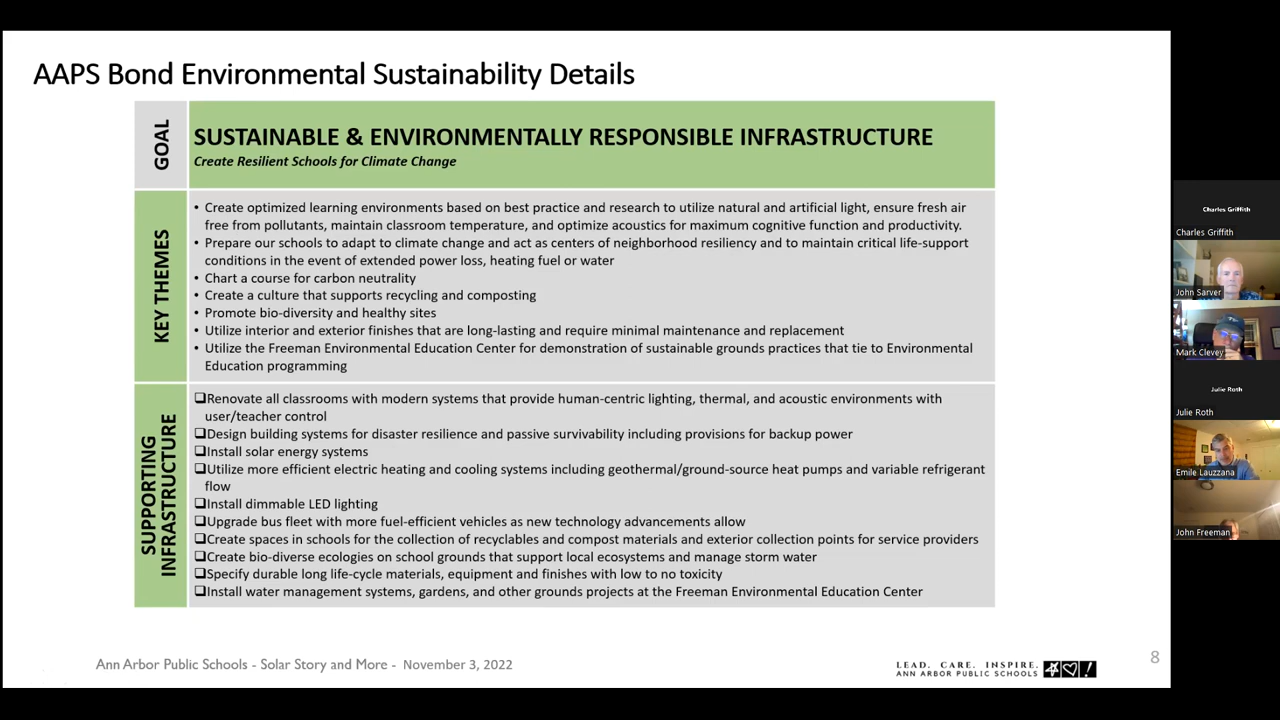 AAPS Bond Environmental Sustainability Details
GOAL
SUSTAINABLE & ENVIRONMENTALLY RESPONSIBLE INFRASTRUCTURE
Create Resilient Schools for Climate Change
KEY THEMES
• Create optimized learning environments based on best practice and research to utilize natural and artificial light, ensure fresh air
free from pollutants, maintain classroom temperature, and optimize acoustics for maximum cognitive function and productivity.
• Prepare our schools to adapt to climate change and act as centers of neighborhood resiliency and to maintain critical life-support
conditions in the event of extended power loss, heating fuel or water
• Chart a course for carbon neutrality
• Create a culture that supports recycling and composting
• Promote bio-diversity and healthy sites
• Utilize interior and exterior finishes that are long-lasting and require minimal maintenance and replacement
• Utilize the Freeman Environmental Education Center for demonstration of sustainable grounds practices that tie to Environmental
Education programming
SUPPORTING
INFRASTRUCTURE
❑Renovate all classrooms with modern systems that provide human-centric lighting, thermal, and acoustic environments with
user/teacher control
❑Design building systems for disaster resilience and passive survivability including provisions for backup power
❑Install solar energy systems
❑Utilize more efficient electric heating and cooling systems including geothermal/ground-source heat pumps and variable refrigerant
flow
❑Install dimmable LED lighting
❑Upgrade bus fleet with more fuel-efficient vehicles as new technology advancements allow
❑Create spaces in schools for the collection of recyclables and compost materials and exterior collection points for service providers
❑Create bio-diverse ecologies on school grounds that support local ecosystems and manage storm water
❑Specify durable long life-cycle materials, equipment and finishes with low to no toxicity
❑Install water management systems, gardens, and other grounds projects at the Freeman Environmental Education Center
Ann Arbor Public Schools - Solar Story and More - November 3, 2022
LEAD. CARE. INSPIRE.
ANN ARBOR PUBLIC SCHOOLS
8
Charles Griffith
Charles Griffith
John Sarver
Mark Clevey
Julie Roth
Julie Roth
Emile Lauzzana
John Freeman